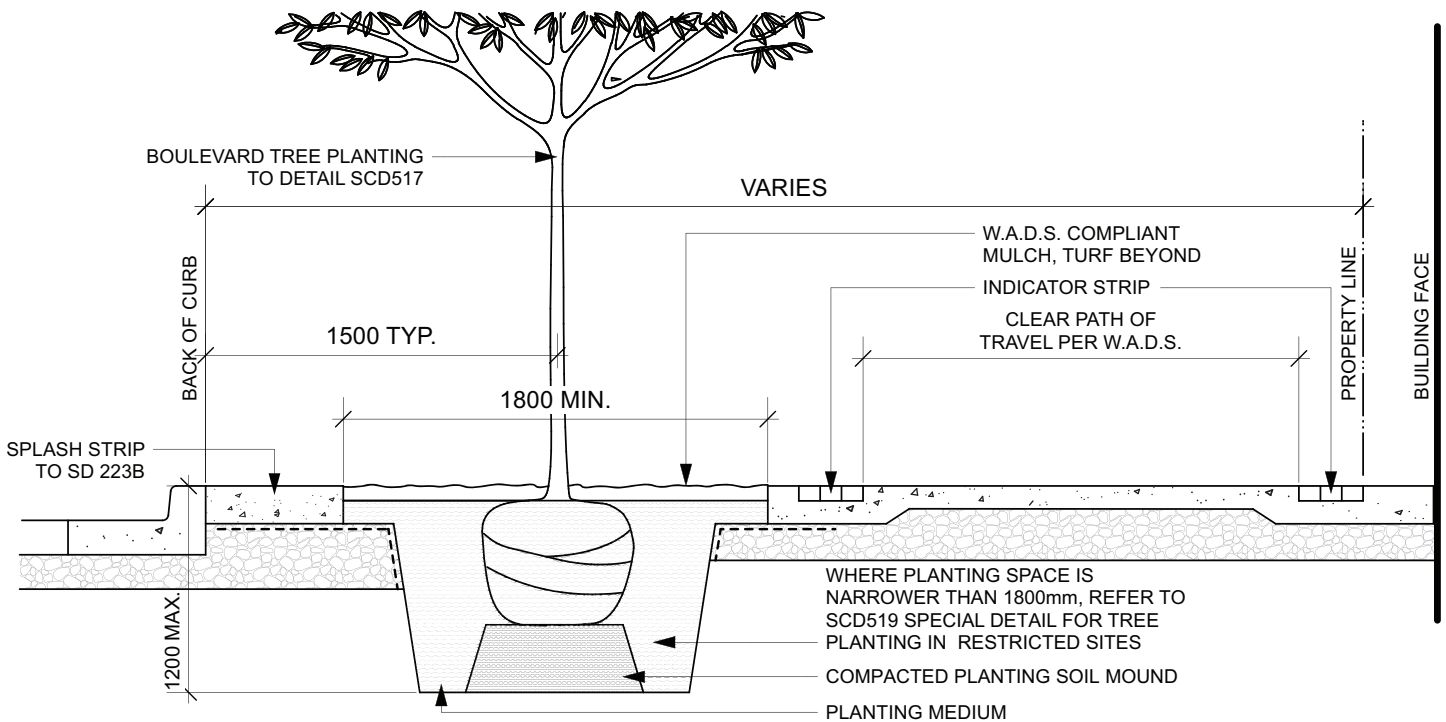 BOULEVARD TREE PLANTING
TO DETAIL SCD517
VARIES
W.A.D.S. COMPLIANT
MULCH, TURF BEYOND
BACK OF CURB
PROPERTY LINE
BUILDING FACE
INDICATOR STRIP
CLEAR PATH OF
TRAVEL PER W.A.D.S.
1500 TYP.
1800 MIN.
SPLASH STRIP
TO SD 223B
1200 MAX.
WHERE PLANTING SPACE IS
NARROWER THAN 1800mm, REFER TO
SCD519 SPECIAL DETAIL FOR TREE
PLANTING IN RESTRICTED SITES
COMPACTED PLANTING SOIL MOUND
PLANTING MEDIUM